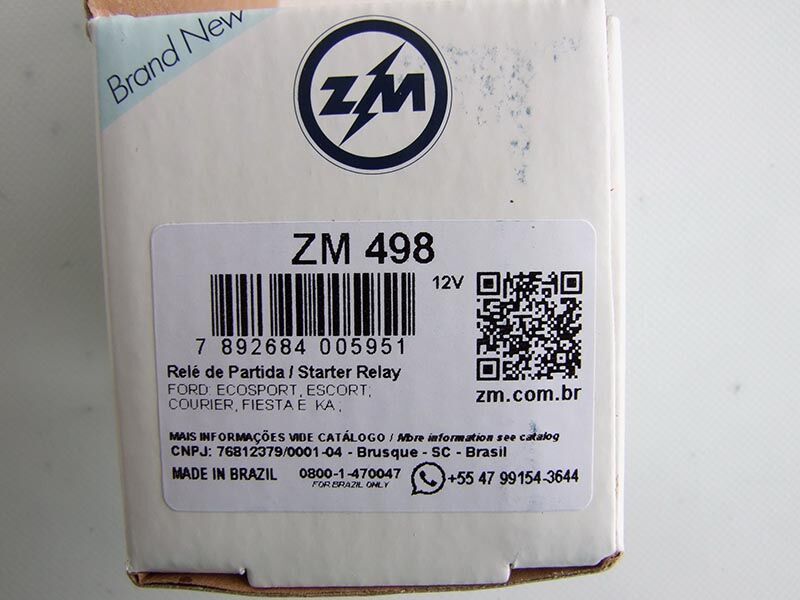 Brand New
ZM
ZM 498
12V
7 892684 005951
Relé de Partida / Starter Relay
FORD: ECOSPORT, ESCORT;
COURIER, FIESTA E KA ;
zm.com.br
MAIS INFORMAÇÕES VIDE CATÁLOGO / More information see catalog
CNPJ: 76812379/0001-04 - Brusque - SC - Brasil
MADE IN BRAZIL 0800-1-470047 +55 47 99154-3644
FOR BRAZIL ONLY